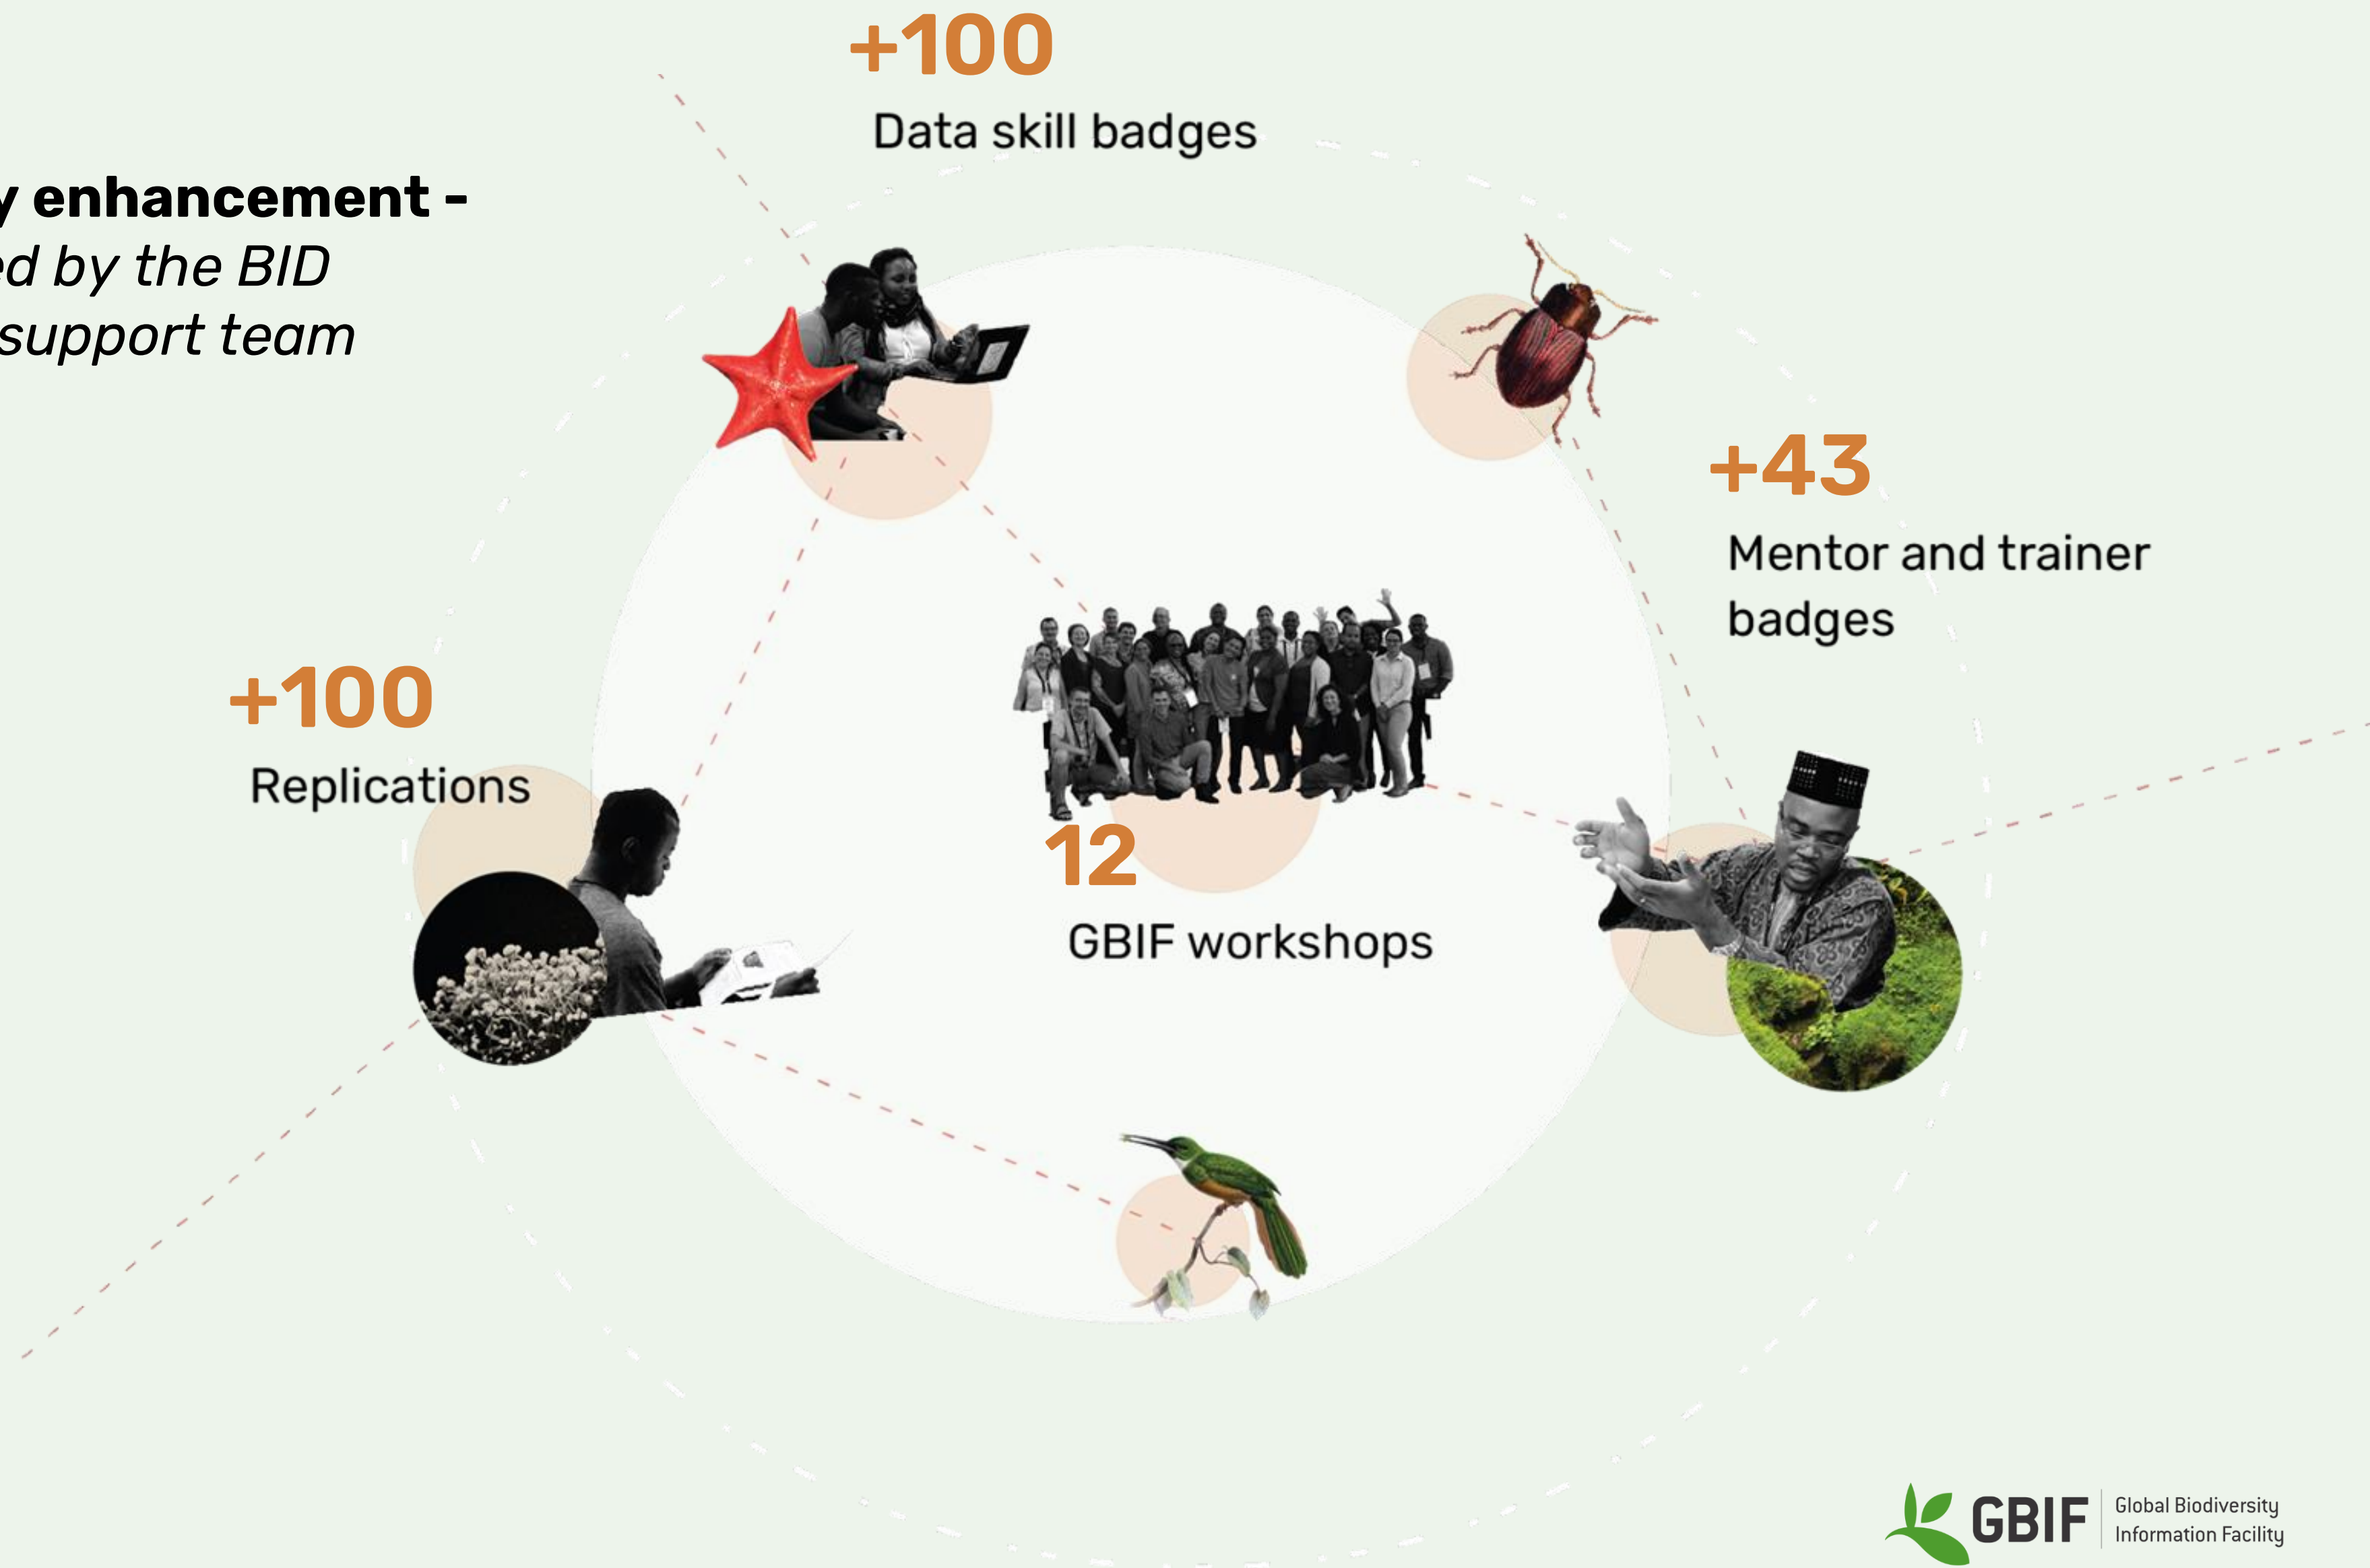 +100
Data skill badges
y enhancement -
ed by the BID
support team
+43
Mentor and trainer
badges
+100
Replications
12
GBIF workshops
GBIF
Global Biodiversity
Information Facility